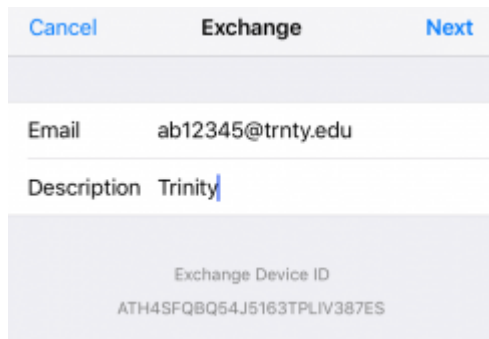 Cancel Exchange Next
Email ab12345@trnty.edu
Description Trinity
Exchange Device ID
ATH4SFQBQ54J5163TPLIV387ES